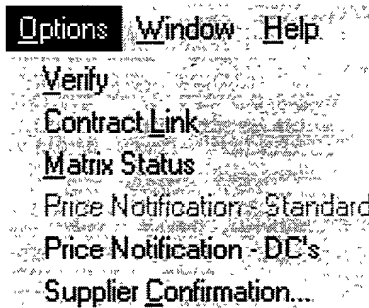 Options Window Help
Verify
Contract Link
Matrix Status
Price Notification - Standard
Price Notification - DC's
Supplier Confirmation...